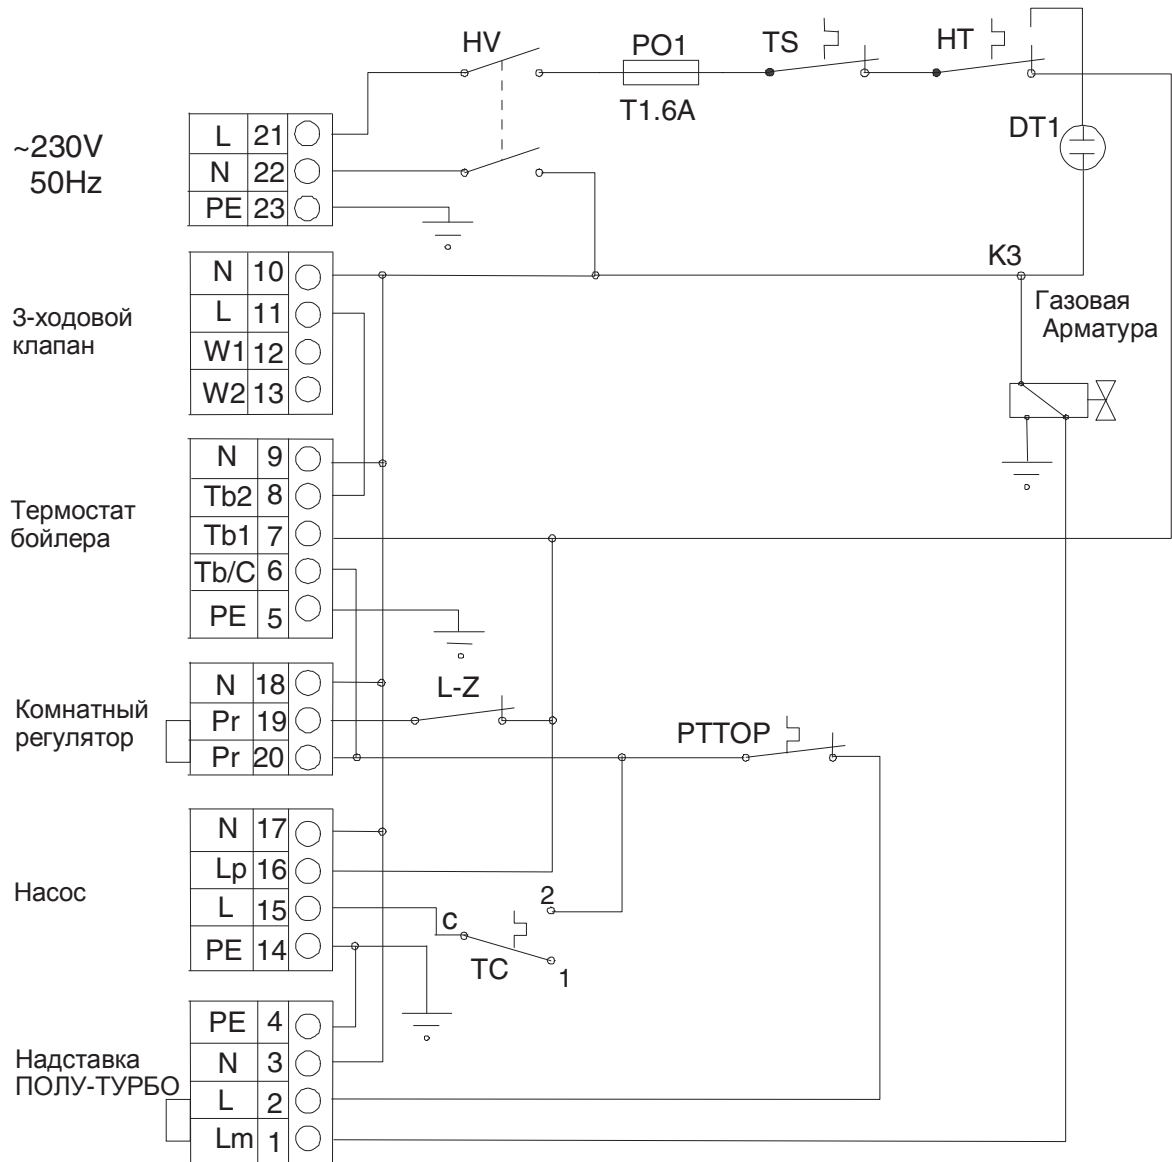 HV
PO1
TS
HT
T1.6A
DT1
~230V
50Hz
L 21
N 22
PE 23
K3
Газовая
Арматура
3-ходовой
клапан
N 10
L 11
W1 12
W2 13
Термостат
бойлера
N 9
Tb2 8
Tb1 7
Tb/C 6
PE 5
Комнатный
регулятор
N 18
Pr 19
Pr 20
L-Z
PTTOP
Насос
N 17
Lp 16
L 15
PE 14
c
2
TC
1
Надставка
ПОЛУ-ТУРБО
PE 4
N 3
L 2
Lm 1